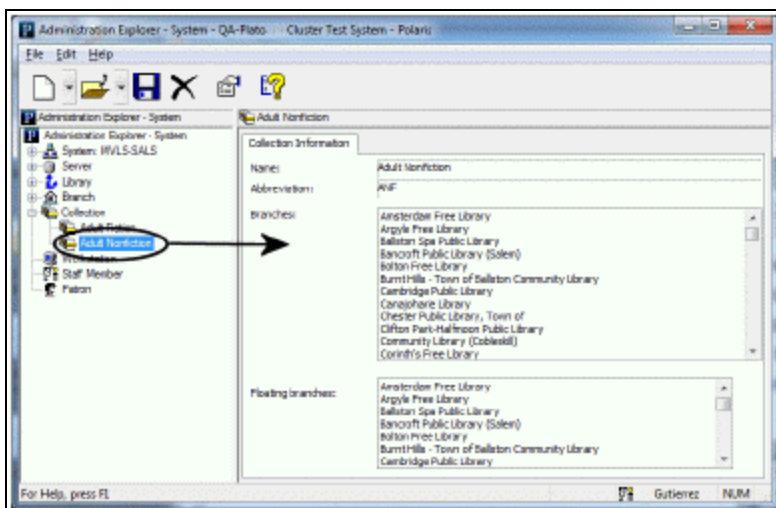 Administration Explorer - System - QA-Plato Cluster Test System - Polaris
File Edit Help
Administration Explorer - System
Adult Nonfiction
Administration Explorer - System
System: MVLS-SALS
Server
Library
Branch
Collection
Adult Fiction
Adult Nonfiction
Workstation
Staff Member
Patron
Collection Information
Name: Adult Nonfiction
Abbreviation: ANF
Branches:
Amsterdam Free Library
Argyle Free Library
Ballston Spa Public Library
Bancroft Public Library (Salem)
Bolton Free Library
Burnt Hills - Town of Ballston Community Library
Cambridge Public Library
Canajoharie Library
Chester Public Library, Town of
Clifton Park-Halfmoon Public Library
Community Library (Cobleskill)
Corinth's Free Library
Floating branches:
Amsterdam Free Library
Argyle Free Library
Ballston Spa Public Library
Bancroft Public Library (Salem)
Bolton Free Library
Burnt Hills - Town of Ballston Community Library
Cambridge Public Library
For Help, press F1
Gutierrez NUM